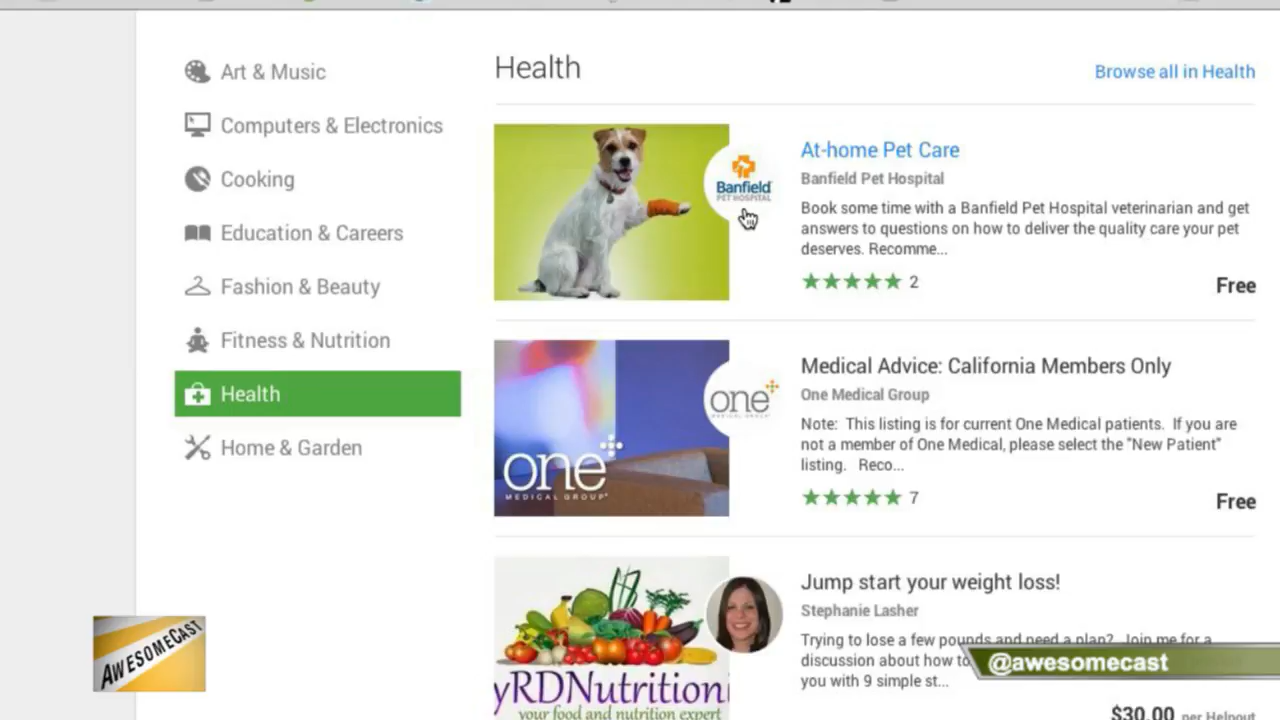 Art & Music
Computers & Electronics
Cooking
Education & Careers
Fashion & Beauty
Fitness & Nutrition
Health
Home & Garden
Health
Browse all in Health
Banfield
PET HOSPITAL
At-home Pet Care
Banfield Pet Hospital
Book some time with a Banfield Pet Hospital veterinarian and get
answers to questions on how to deliver the quality care your pet
deserves. Recomme...
2
Free
one
MEDICAL GROUP
one
MEDICAL GROUP
Medical Advice: California Members Only
One Medical Group
Note: This listing is for current One Medical patients. If you are
not a member of One Medical, please select the "New Patient"
listing. Reco...
7
Free
yRDNutritioni
your food and nutrition expert
Jump start your weight loss!
Stephanie Lasher
Trying to lose a few pounds and need a plan? Join me for a
discussion about how to
you with 9 simple st...
$30.00 per Helpout
AWESOMECAST
@awesomecast